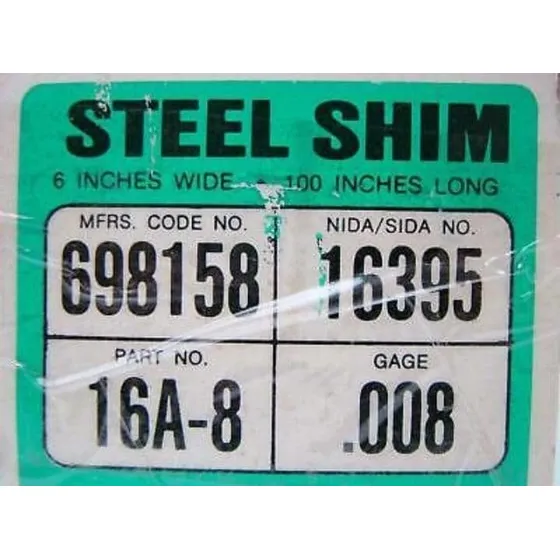 STEEL SHIM
6 INCHES WIDE • 100 INCHES LONG
MFRS. CODE NO.
698158
NIDA/SIDA NO.
16395
PART NO.
16A-8
GAGE
.008